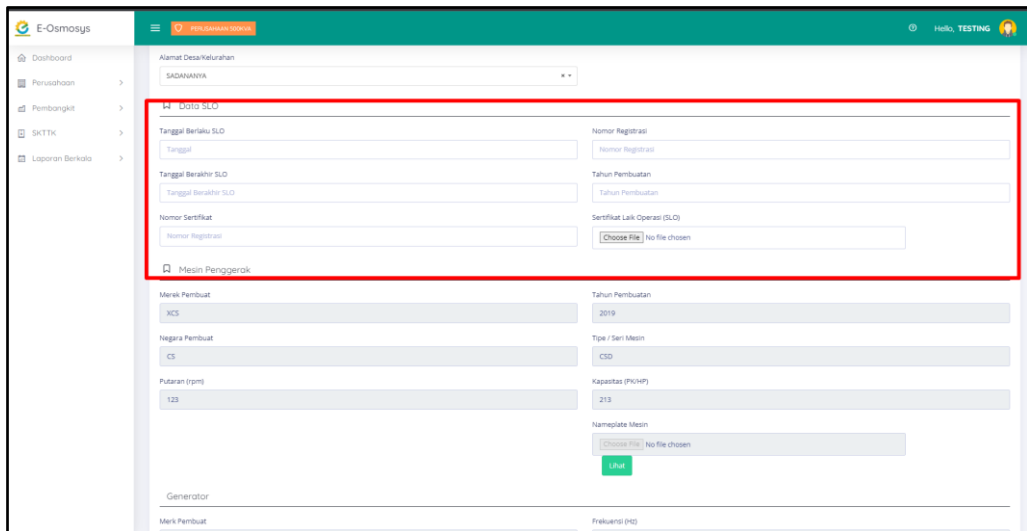 E-Osmosys
PERUSAHAAN 500KVA
Hello, TESTING
Dashboard
Perusahaan
Pembangkit
SKTTK
Laporan Berkala
Alamat Desa/Kelurahan
SADANANYA
Data SLO
Tanggal Berlaku SLO
Nomor Registrasi
Tanggal
Nomor Registrasi
Tanggal Berakhir SLO
Tahun Pembuatan
Tanggal Berakhir SLO
Tahun Pembuatan
Nomor Sertifikat
Sertifikat Laik Operasi (SLO)
Nomor Registrasi
Choose File No file chosen
Mesin Penggerak
Merek Pembuat
Tahun Pembuatan
XCS
2019
Negara Pembuat
Tipe / Seri Mesin
CS
CSD
Putaran (rpm)
Kapasitas (PK/HP)
123
213
Nameplate Mesin
Choose File No file chosen
Lihat
Generator
Merk Pembuat
Frekuensi (Hz)